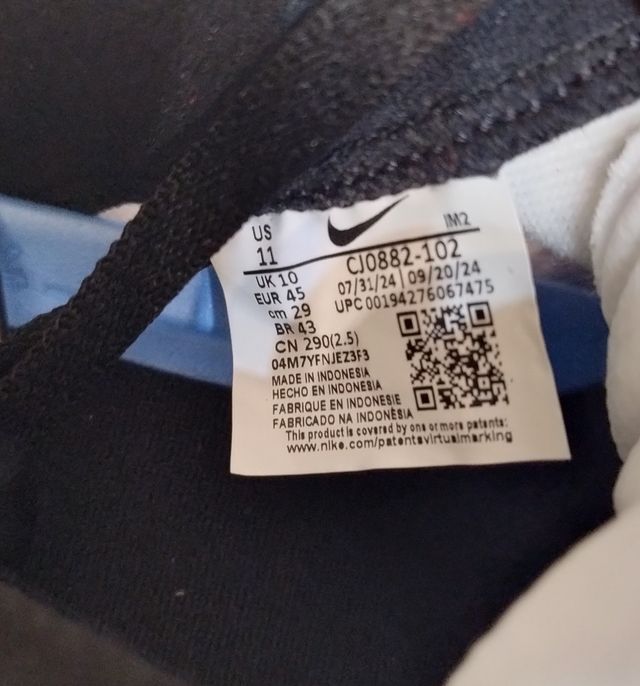 US
11
IM2
CJ0882-102
07/31/24 | 09/20/24
UPC 00194276067475
UK 10
EUR 45
cm 29
BR 43
CN 290(2.5)
04M7YFNJEZ3F3
MADE IN INDONESIA
HECHO EN INDONESIA
FABRIQUE EN INDONESIE
FABRICADO NA INDONÉSIA
This product is covered by one or more patents:
www.nike.com/patentsvirtualmarking